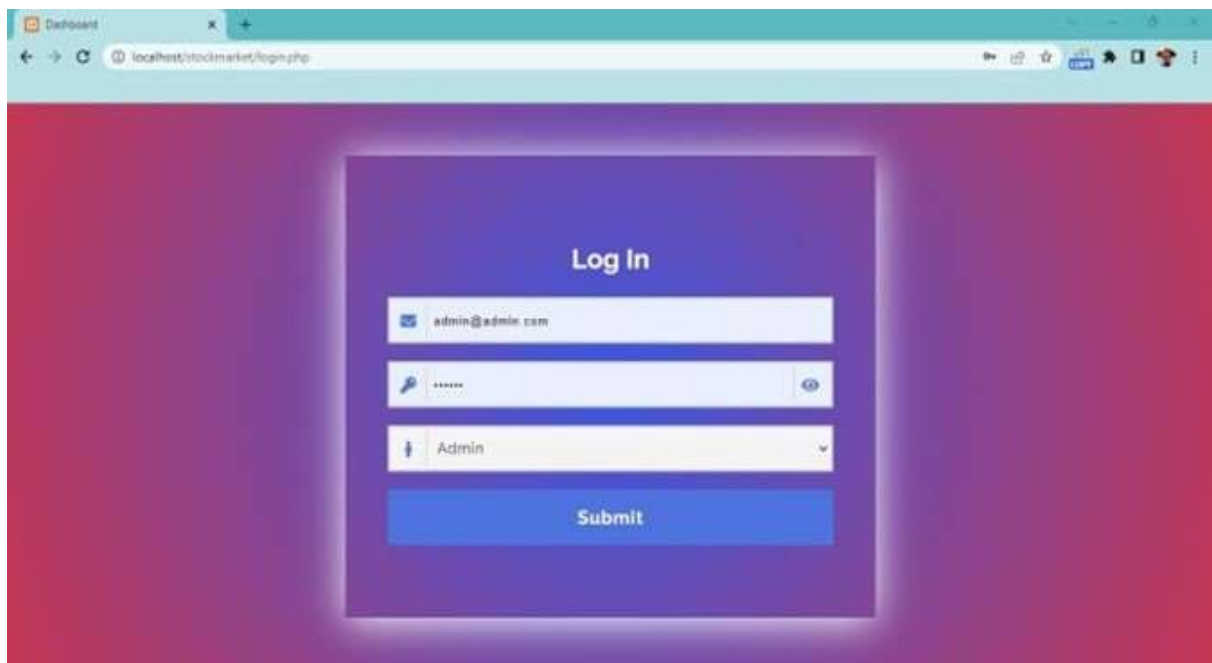 Dashboard
localhost/stockmarket/login.php
Log In
admin@admin.com
••••••
Admin
Submit